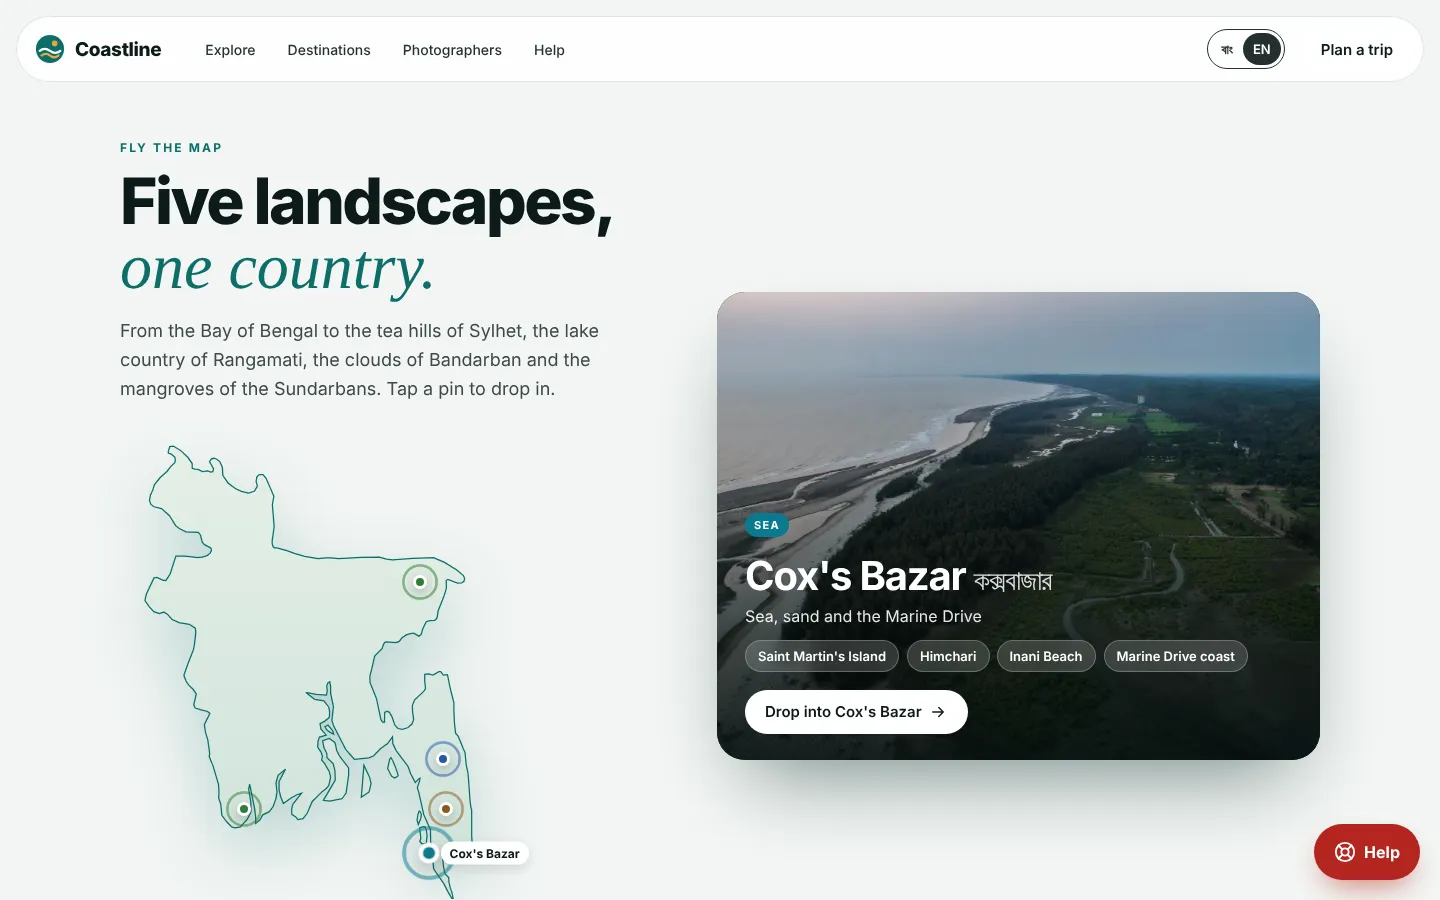 Coastline
Explore
Destinations
Photographers
Help
বাং
EN
Plan a trip
FLY THE MAP
Five landscapes,
one country.
From the Bay of Bengal to the tea hills of Sylhet, the lake
country of Rangamati, the clouds of Bandarban and the
mangroves of the Sundarbans. Tap a pin to drop in.
Cox's Bazar
SEA
Cox's Bazar কক্সবাজার
Sea, sand and the Marine Drive
Saint Martin's Island
Himchari
Inani Beach
Marine Drive coast
Drop into Cox's Bazar →
Help